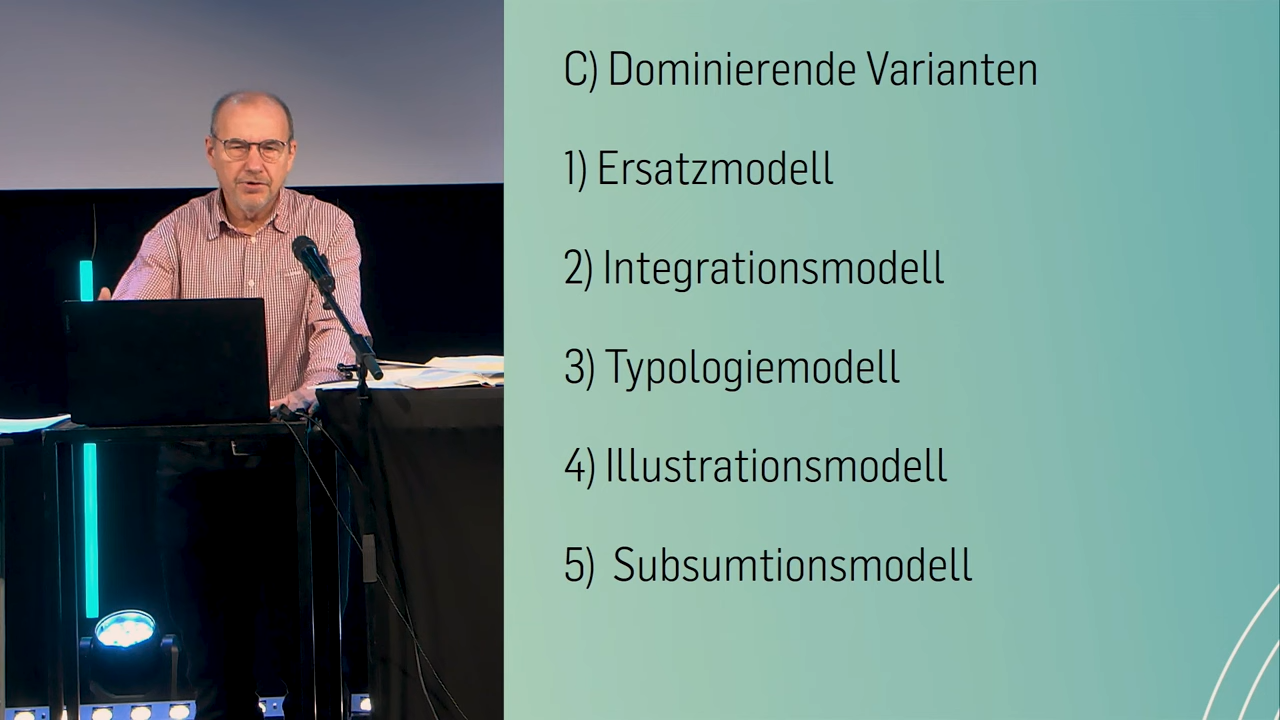 C) Dominierende Varianten
1) Ersatzmodell
2) Integrationsmodell
3) Typologiemodell
4) Illustrationsmodell
5) Subsumtionsmodell